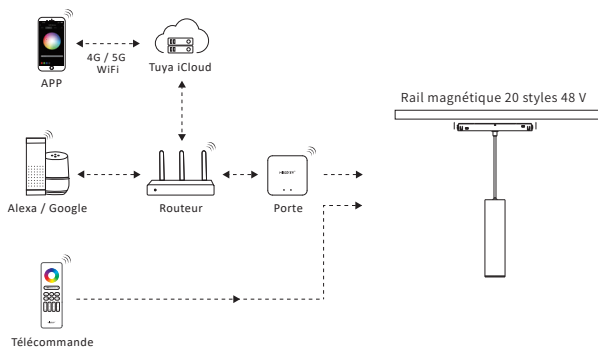 4G / 5G
WiFi
APP
Tuya iCloud
Rail magnétique 20 styles 48 V
Alexa / Google
Routeur
Porte
Télécommande